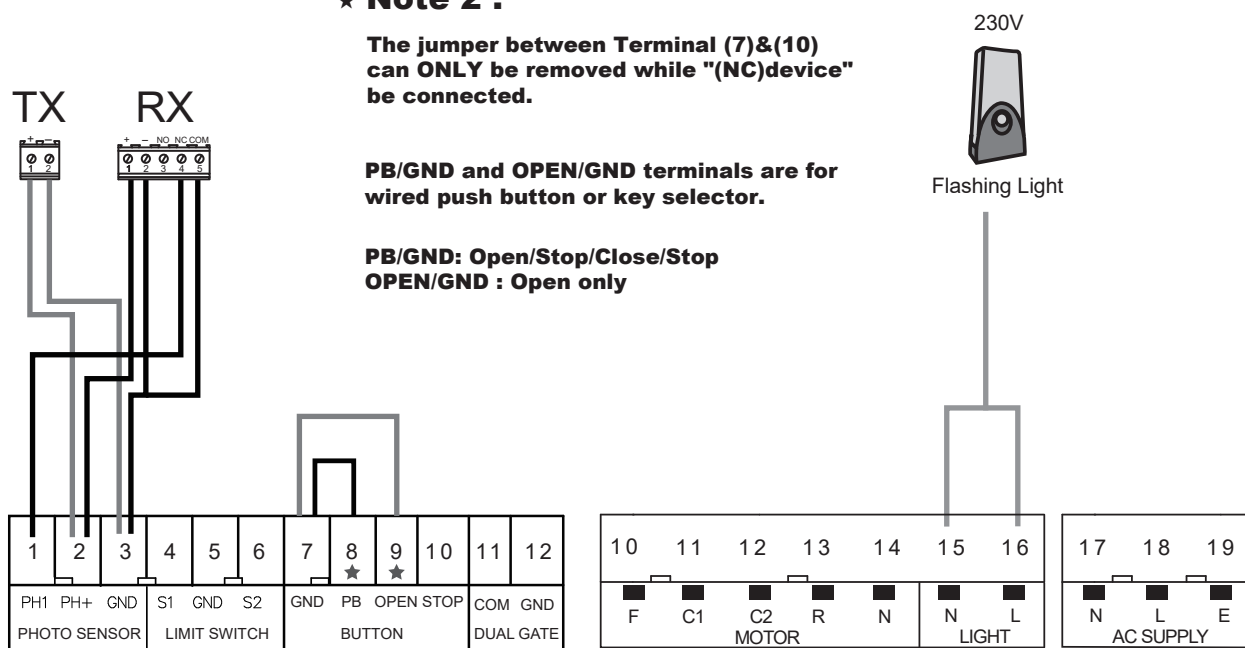 ★ Note 2 :
The jumper between Terminal (7)&(10)
can ONLY be removed while "(NC)device"
be connected.
PB/GND and OPEN/GND terminals are for
wired push button or key selector.
PB/GND: Open/Stop/Close/Stop
OPEN/GND : Open only
230V
Flashing Light
TX RX
+ - + - NO NC COM
1 2 1 2 3 4 5
1 2 3 4 5 6 7 8 9 10 11 12
★ ★
PH1 PH+ GND S1 GND S2 GND PB OPEN STOP COM GND
PHOTO SENSOR LIMIT SWITCH BUTTON DUAL GATE
10 11 12 13 14 15 16
F C1 C2 R N N L
MOTOR LIGHT
17 18 19
N L E
AC SUPPLY